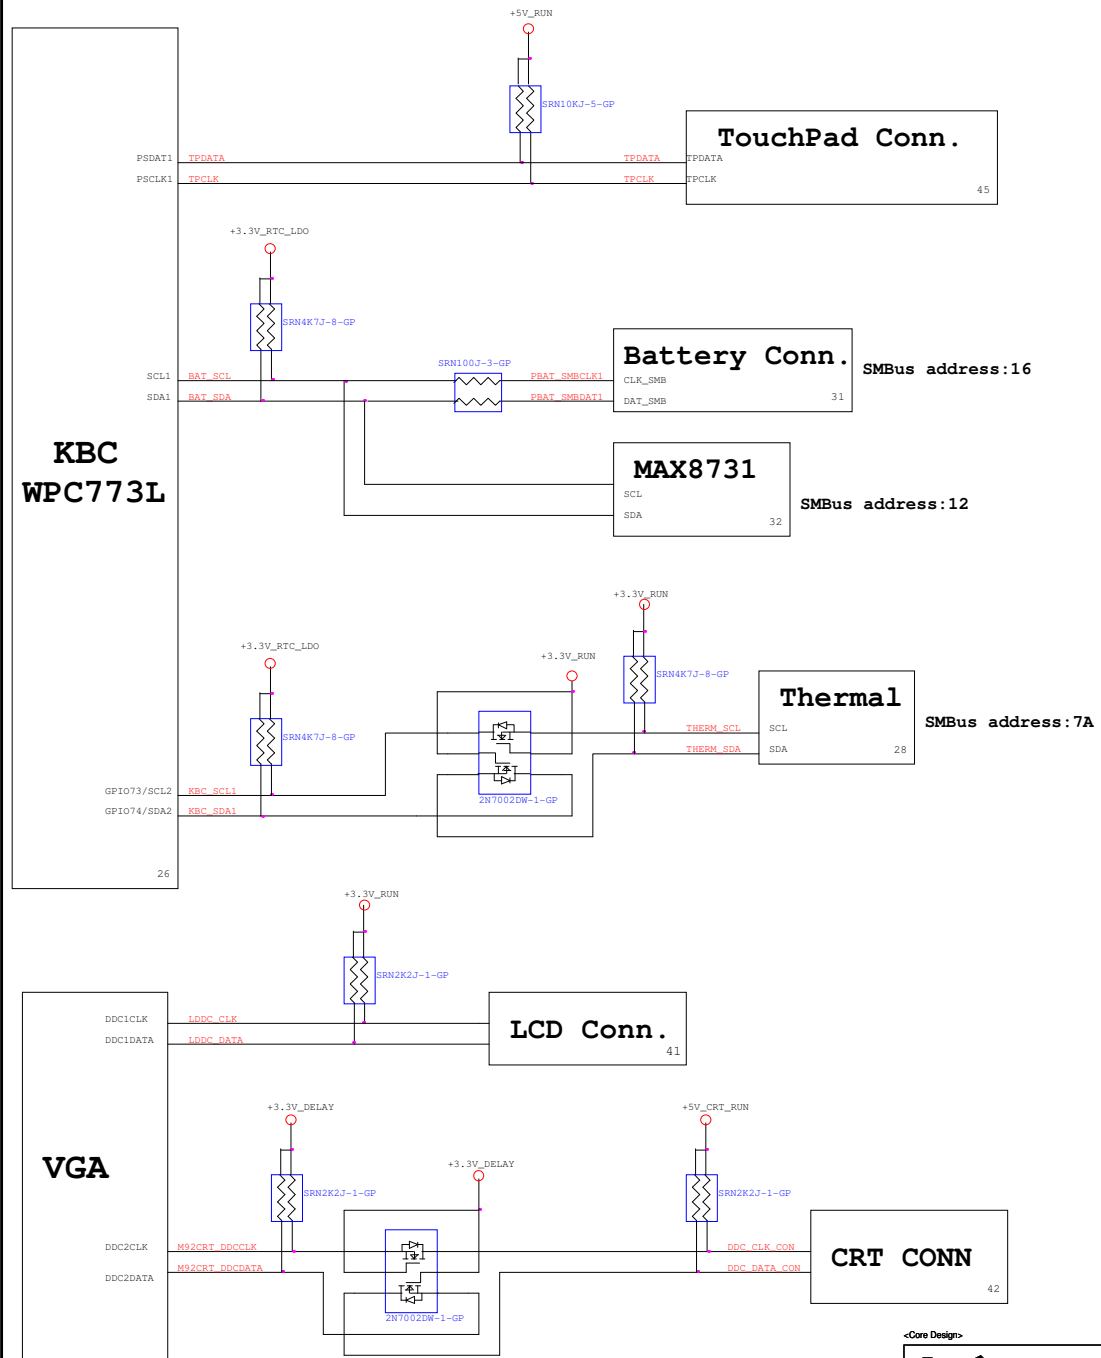 +5V_RUN
SRN10KJ-5-GP
TouchPad Conn.
PSDAT1 TPDATA TPDATA TPDATA
PSCLK1 TPCLK TPCLK TPCLK
45
+3.3V_RTC_LDO
SRN4K7J-8-GP
SRN100J-3-GP
Battery Conn.
SMBus address:16
SCL1 BAT_SCL PBAT_SMBCLK1 CLK_SMB
SDA1 BAT_SDA PBAT_SMBDAT1 DAT_SMB
31
KBC
WPC773L
MAX8731
SCL
SMBus address:12
SDA
32
+3.3V_RUN
+3.3V_RTC_LDO
+3.3V_RUN
SRN4K7J-8-GP
Thermal
SMBus address:7A
SRN4K7J-8-GP
THERM_SCL SCL
THERM_SDA SDA
28
GPIO73/SCL2 KBC_SCL1
2N7002DW-1-GP
GPIO74/SDA2 KBC_SDA1
26
+3.3V_RUN
SRN2K2J-1-GP
DDC1CLK LDDC_CLK
LCD Conn.
DDC1DATA LDDC_DATA
41
+3.3V_DELAY
+5V_CRT_RUN
VGA
+3.3V_DELAY
SRN2K2J-1-GP
SRN2K2J-1-GP
DDC2CLK M92CRT_DDCCLK DDC_CLK_CON
CRT CONN
DDC2DATA M92CRT_DDCDATA DDC_DATA_CON
42
2N7002DW-1-GP
<Core Design>